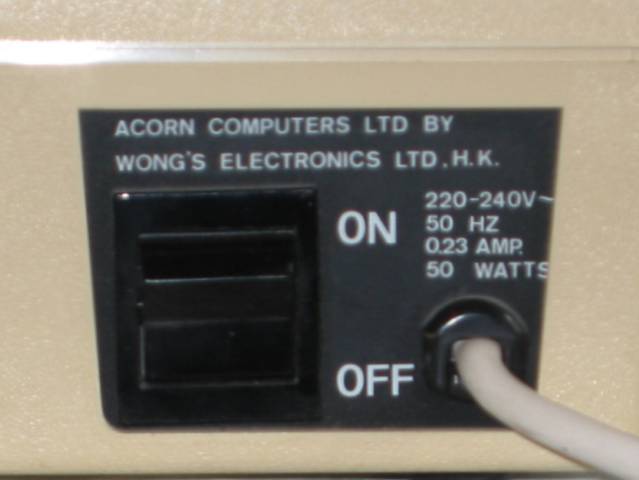 ACORN COMPUTERS LTD BY
WONG'S ELECTRONICS LTD. H.K.
220-240V~
50 HZ
0.23 AMP.
50 WATTS
ON
OFF